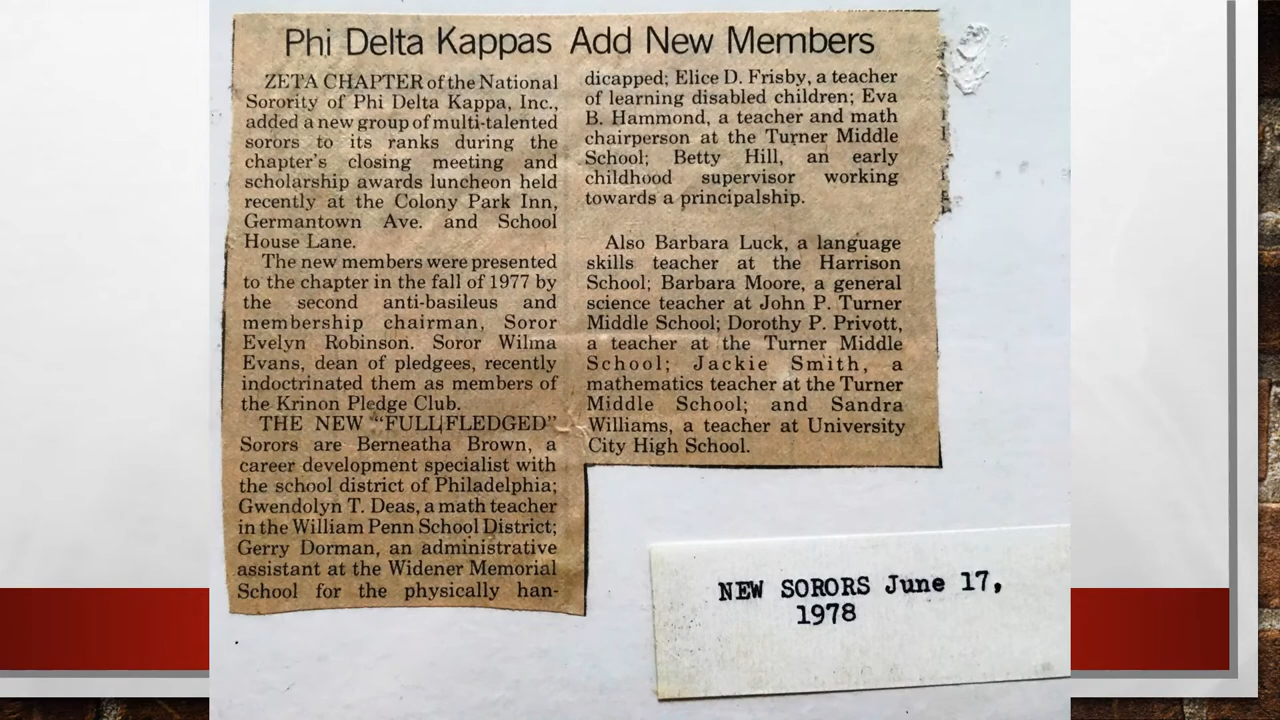 Phi Delta Kappas Add New Members
ZETA CHAPTER of the National
Sorority of Phi Delta Kappa, Inc.,
added a new group of multi-talented
sorors to its ranks during the
chapter's closing meeting and
scholarship awards luncheon held
recently at the Colony Park Inn,
Germantown Ave. and School
House Lane.
The new members were presented
to the chapter in the fall of 1977 by
the second anti-basileus and
membership chairman, Soror
Evelyn Robinson. Soror Wilma
Evans, dean of pledgees, recently
indoctrinated them as members of
the Krinon Pledge Club.
THE NEW "FULL FLEDGED"
Sorors are Berneatha Brown, a
career development specialist with
the school district of Philadelphia;
Gwendolyn T. Deas, a math teacher
in the William Penn School District;
Gerry Dorman, an administrative
assistant at the Widener Memorial
School for the physically han-
dicapped; Elice D. Frisby, a teacher
of learning disabled children; Eva
B. Hammond, a teacher and math
chairperson at the Turner Middle
School; Betty Hill, an early
childhood supervisor working
towards a principalship.
Also Barbara Luck, a language
skills teacher at the Harrison
School; Barbara Moore, a general
science teacher at John P. Turner
Middle School; Dorothy P. Privott,
a teacher at the Turner Middle
School; Jackie Smith, a
mathematics teacher at the Turner
Middle School; and Sandra
Williams, a teacher at University
City High School.
NEW SORORS June 17,
1978